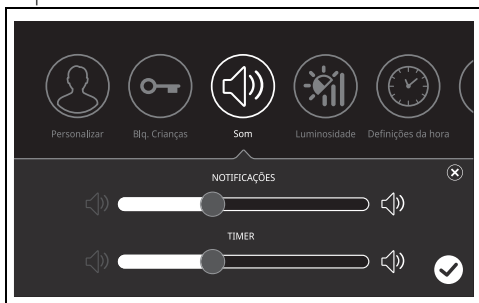 Personalizar
Blq. Crianças
Som
Luminosidade
Definições da hora
NOTIFICAÇÕES
TIMER